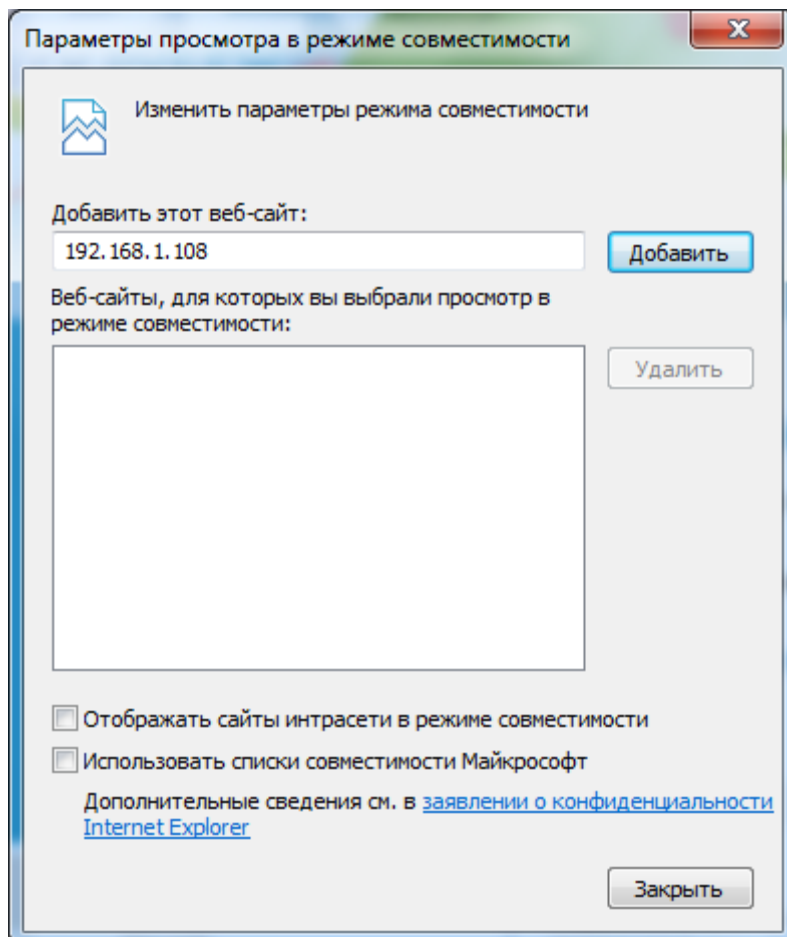 Параметры просмотра в режиме совместимости
Изменить параметры режима совместимости
Добавить этот веб-сайт:
192.168.1.108
Добавить
Веб-сайты, для которых вы выбрали просмотр в
режиме совместимости:
Удалить
Отображать сайты интрасети в режиме совместимости
Использовать списки совместимости Майкрософт
Дополнительные сведения см. в заявлении о конфиденциальности
Internet Explorer
Закрыть